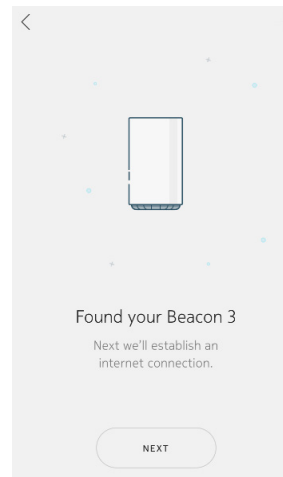 Found your Beacon 3
Next we'll establish an
internet connection.
NEXT